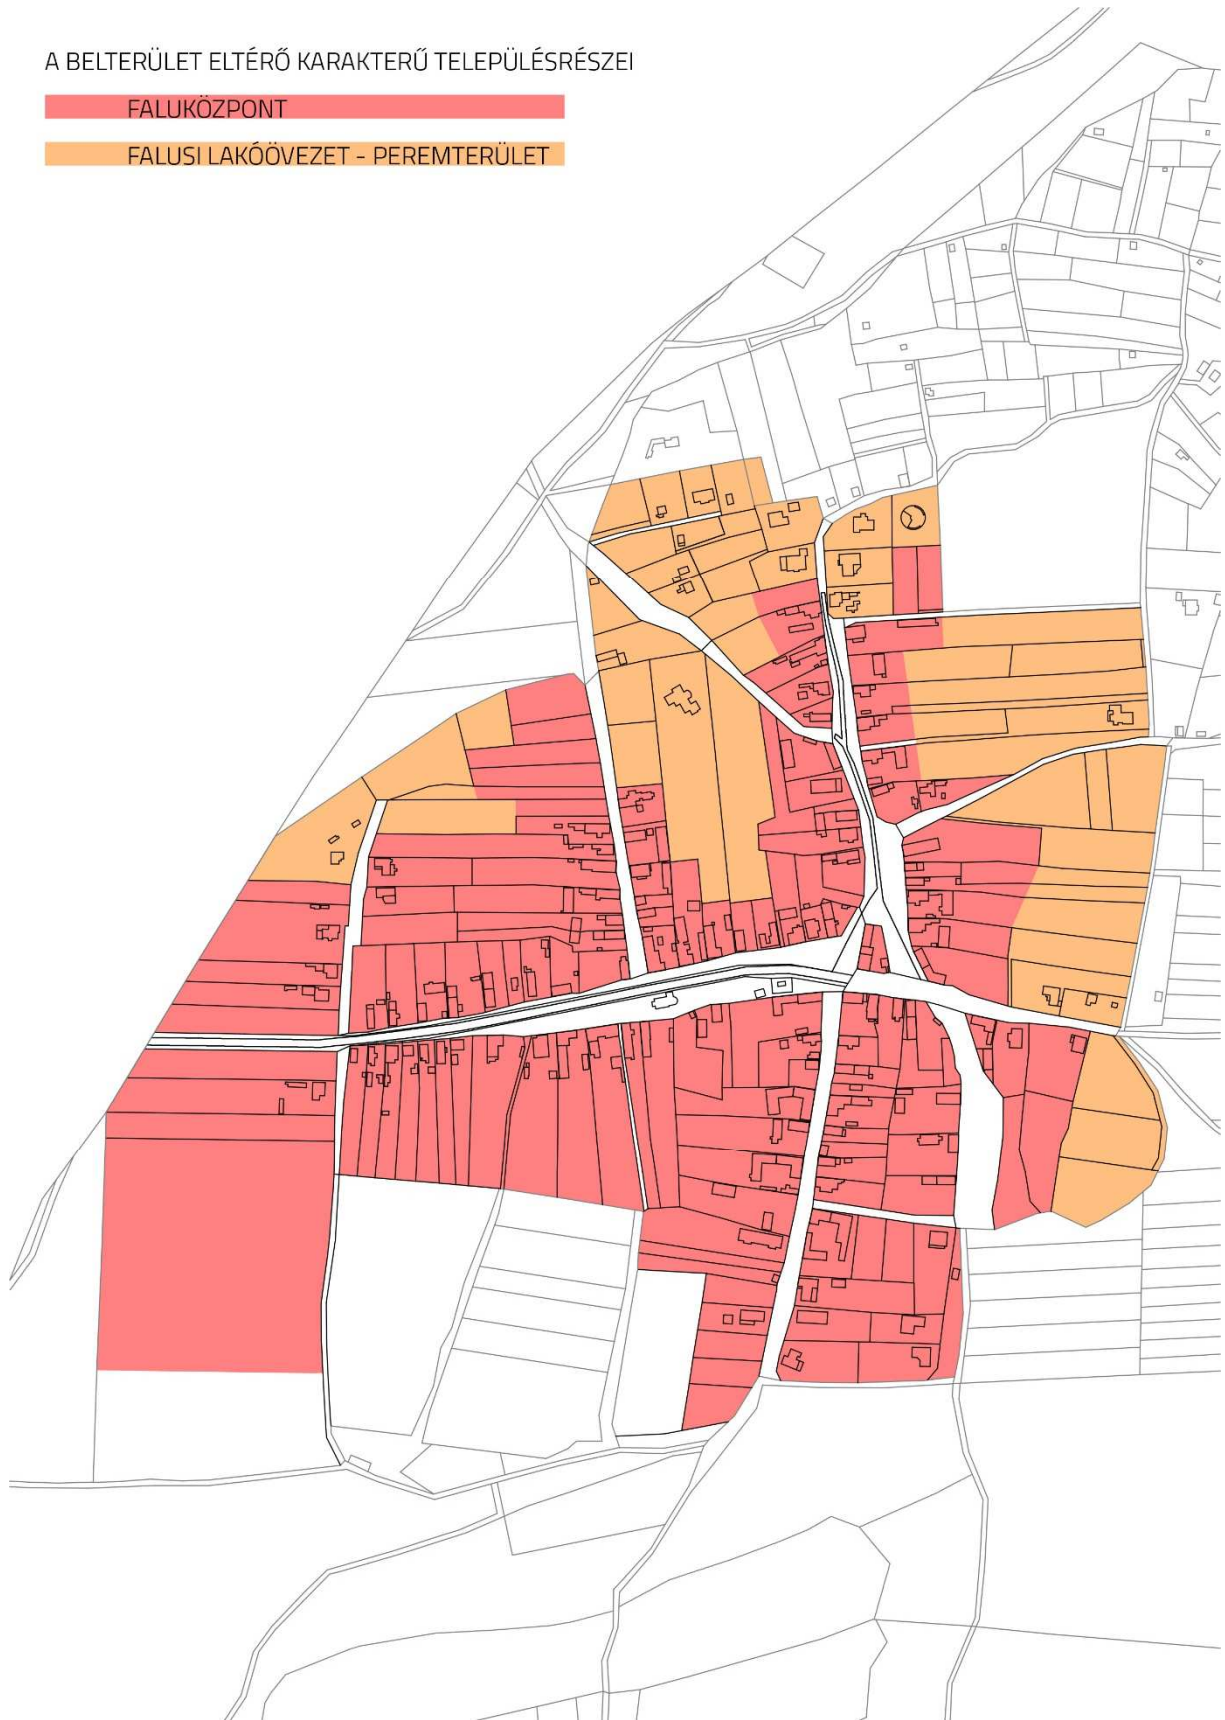 A BELTERÜLET ELTÉRŐ KARAKTERŰ TELEPÜLÉSRÉSZEI
FALUKÖZPONT
FALUSI LAKÓÖVEZET - PEREMTERÜLET